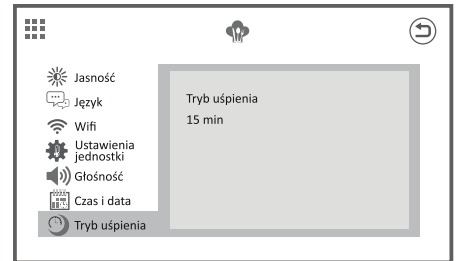 Jasność
Język
Wifi
Ustawienia
jednostki
Głośność
Czas i data
Tryb uśpienia
Tryb uśpienia
15 min